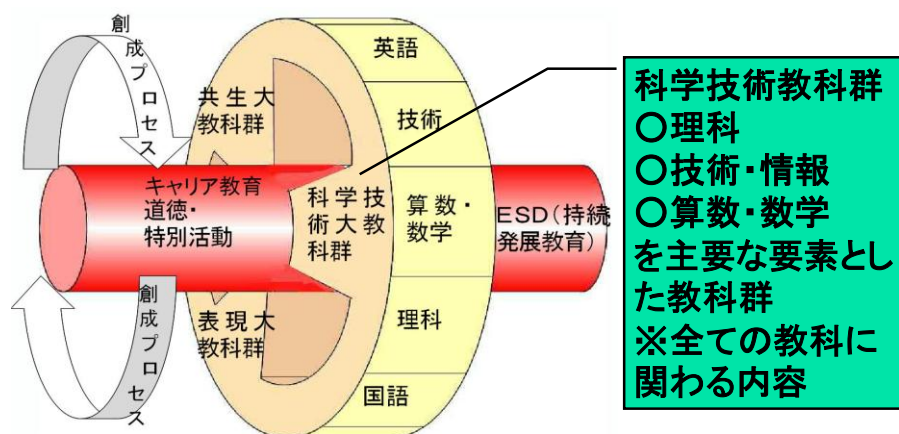 創成プロセス
共生大
教科群
キャリア教育
道徳・
特別活動
科学技
術大教
科群
表現大
教科群
創成プロセス
英語
技術
算数・
数学
理科
国語
ESD(持続
発展教育)
科学技術教科群
○理科
○技術・情報
○算数・数学
を主要な要素とし
た教科群
※全ての教科に
関わる内容